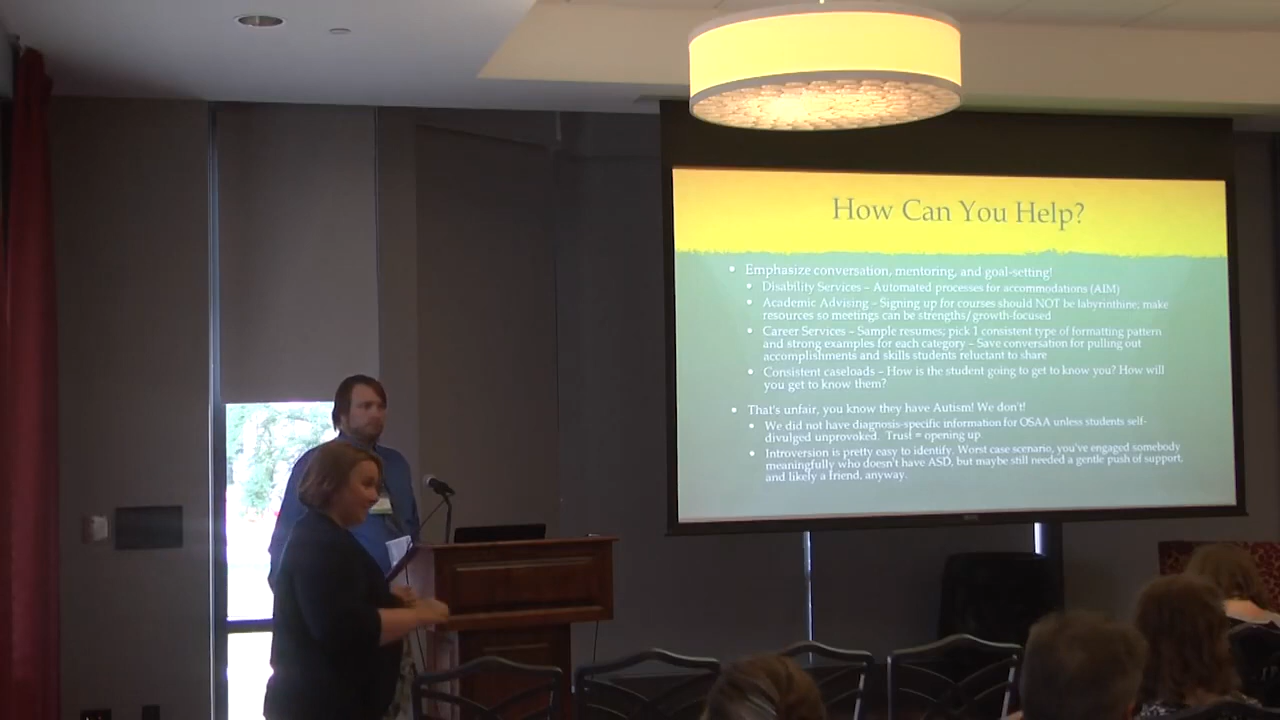 How Can You Help?
• Emphasize conversation, mentoring, and goal-setting!
• Disability Services – Automated processes for accommodations (AIM)
• Academic Advising – Signing up for courses should NOT be labyrinthine; make
resources so meetings can be strengths/growth-focused
• Career Services – Sample resumes; pick 1 consistent type of formatting pattern
and strong examples for each category – Save conversation for pulling out
accomplishments and skills students reluctant to share
• Consistent caseloads – How is the student going to get to know you? How will
you get to know them?
• That's unfair, you know they have Autism! We don't!
• We did not have diagnosis-specific information for OSAA unless students self-
divulged unprovoked. Trust = opening up
• Introversion is pretty easy to identify. Worst case scenario, you've engaged somebody
meaningfully who doesn't have ASD, but maybe still needed a gentle push of support,
and likely a friend, anyway.